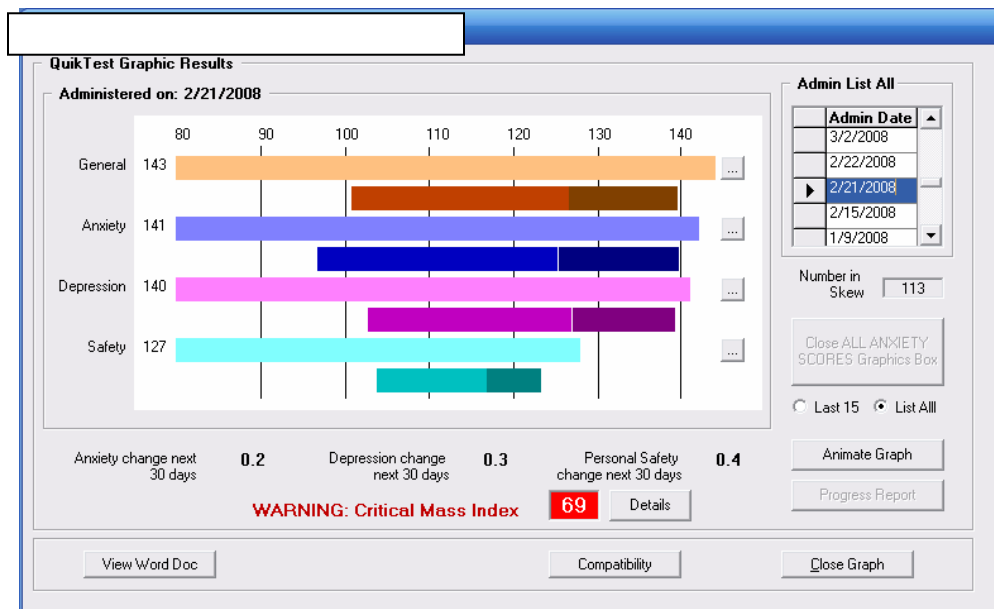 QuikTest Graphic Results
Administered on: 2/21/2008
80 90 100 110 120 130 140
General 143
...
Anxiety 141
...
Depression 140
...
Safety 127
...
Admin List All
Admin Date
3/2/2008
2/22/2008
2/21/2008
2/15/2008
1/9/2008
Number in
Skew 113
Close ALL ANXIETY
SCORES Graphics Box
Last 15 List Alll
Animate Graph
Progress Report
Anxiety change next
30 days 0.2
Depression change
next 30 days 0.3
Personal Safety
change next 30 days 0.4
WARNING: Critical Mass Index 69 Details
View Word Doc Compatibility Close Graph